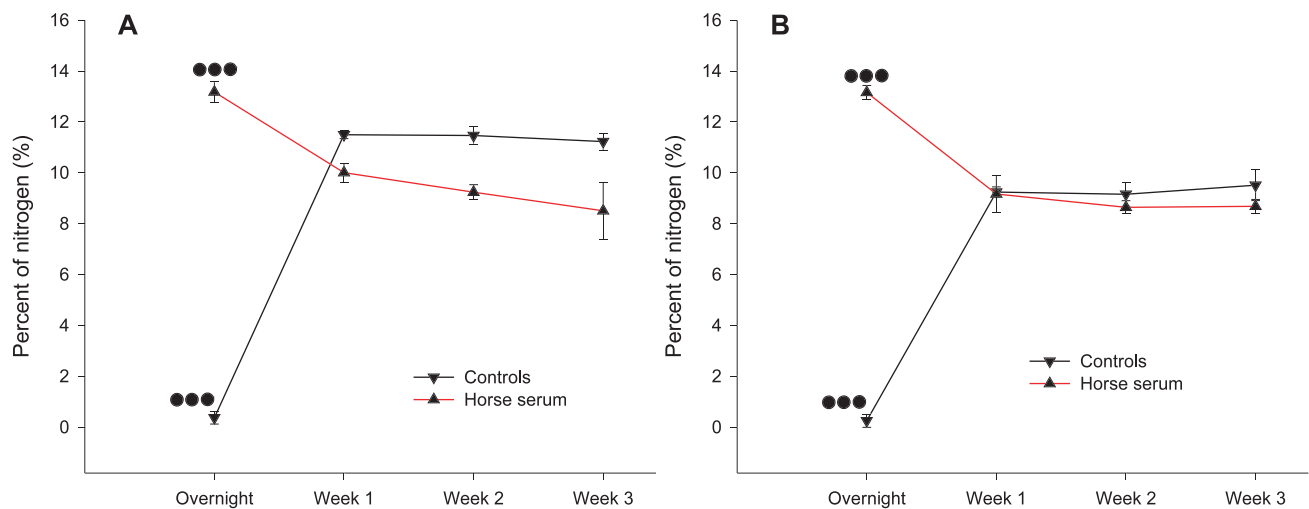 A
Percent of nitrogen (%)
16
14
12
10
8
6
4
2
0
Controls
Horse serum
Overnight Week 1 Week 2 Week 3
B
Percent of nitrogen (%)
16
14
12
10
8
6
4
2
0
Controls
Horse serum
Overnight Week 1 Week 2 Week 3